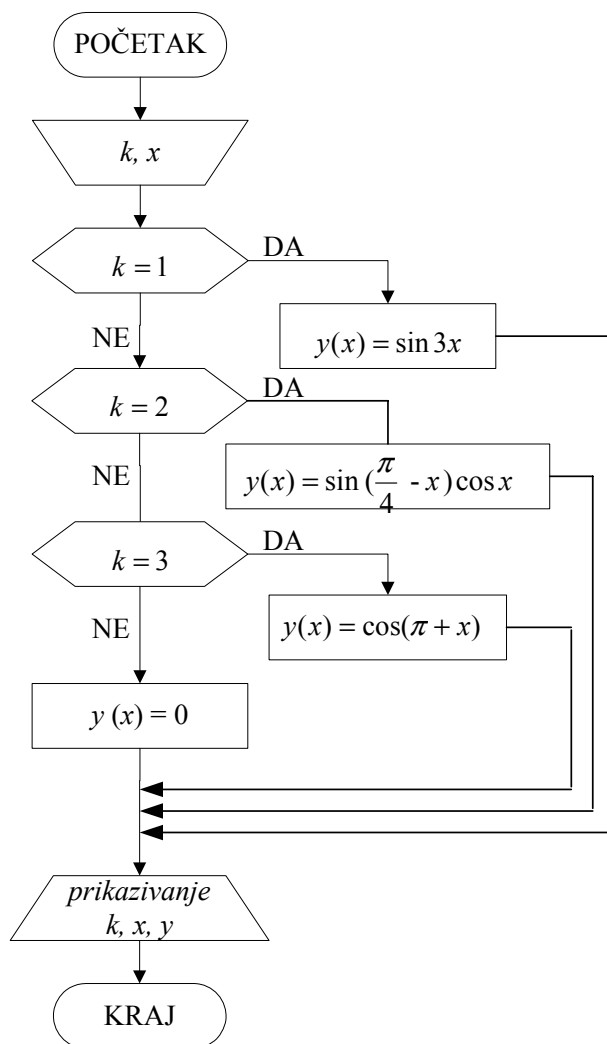 POČETAK
k, x
k = 1
DA
NE
y(x) = sin 3x
k = 2
DA
NE
y(x) = sin (π/4 - x) cos x
k = 3
DA
NE
y(x) = cos(π + x)
y (x) = 0
prikazivanje
k, x, y
KRAJ